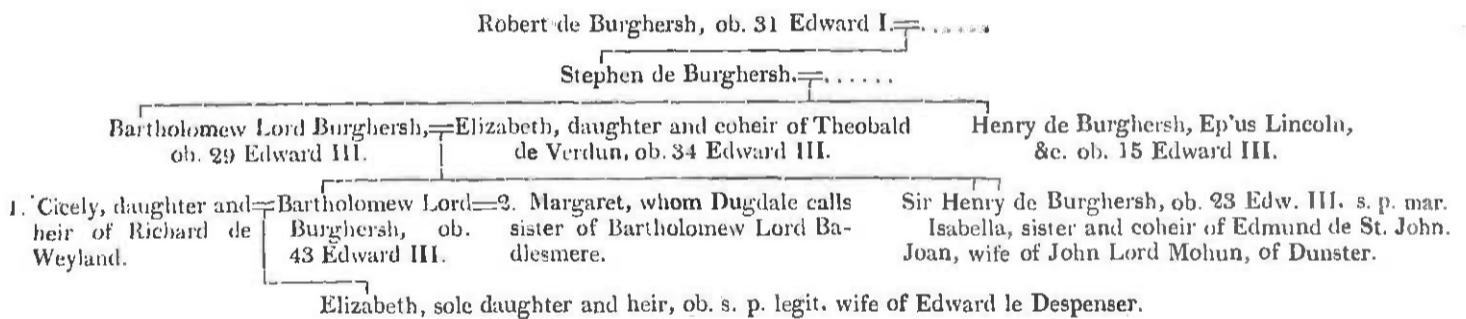 Robert de Burghersh, ob. 31 Edward I.=......
Stephen de Burghersh.=......
Bartholomew Lord Burghersh,=Elizabeth, daughter and coheir of Theobald
ob. 29 Edward III.
de Verdun, ob. 34 Edward III.
Henry de Burghersh, Ep'us Lincoln,
&c. ob. 15 Edward III.
1. Cicely, daughter and=Bartholomew Lord=2. Margaret, whom Dugdale calls
heir of Richard de
Weyland.
Burghersh, ob.
43 Edward III.
sister of Bartholomew Lord Ba-
dlesmere.
Sir Henry de Burghersh, ob. 23 Edw. III. s. p. mar.
Isabella, sister and coheir of Edmund de St. John.
Joan, wife of John Lord Mohun, of Dunster.
Elizabeth, sole daughter and heir, ob. s. p. legit. wife of Edward le Despenser.